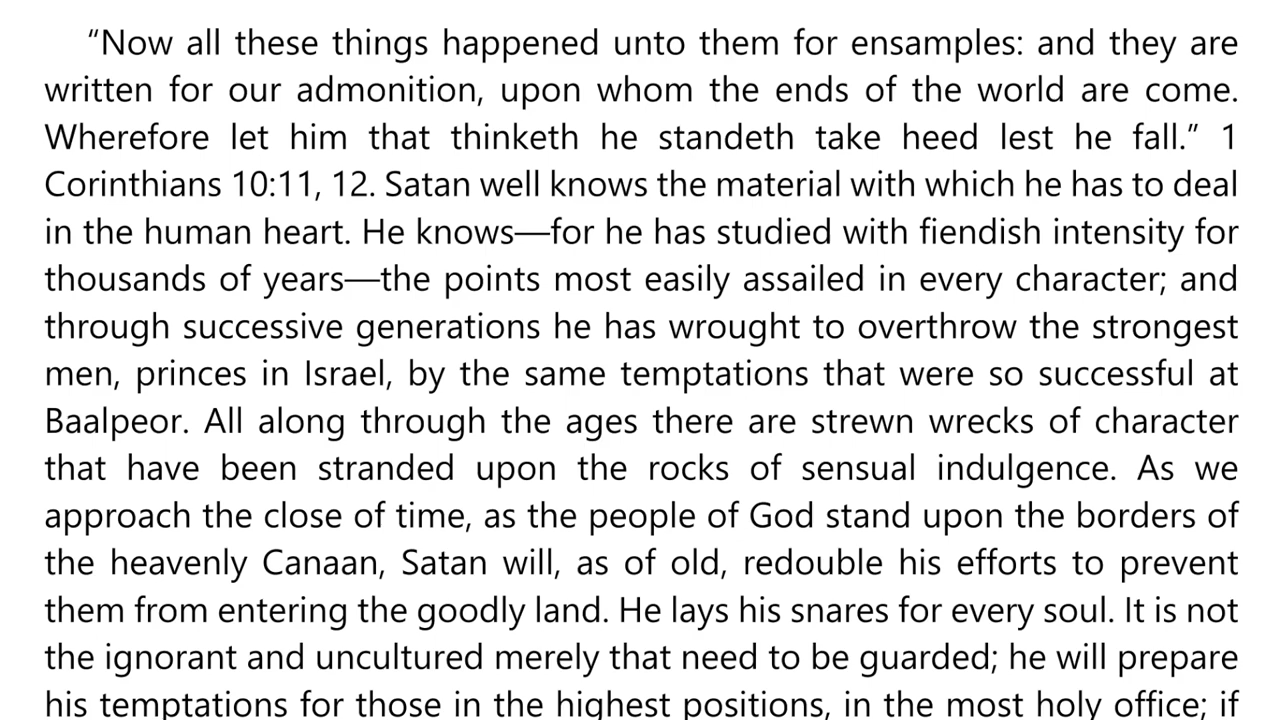 “Now all these things happened unto them for ensamples: and they are
written for our admonition, upon whom the ends of the world are come.
Wherefore let him that thinketh he standeth take heed lest he fall.” 1
Corinthians 10:11, 12. Satan well knows the material with which he has to deal
in the human heart. He knows—for he has studied with fiendish intensity for
thousands of years—the points most easily assailed in every character; and
through successive generations he has wrought to overthrow the strongest
men, princes in Israel, by the same temptations that were so successful at
Baalpeor. All along through the ages there are strewn wrecks of character
that have been stranded upon the rocks of sensual indulgence. As we
approach the close of time, as the people of God stand upon the borders of
the heavenly Canaan, Satan will, as of old, redouble his efforts to prevent
them from entering the goodly land. He lays his snares for every soul. It is not
the ignorant and uncultured merely that need to be guarded; he will prepare
his temptations for those in the highest positions, in the most holy office; if